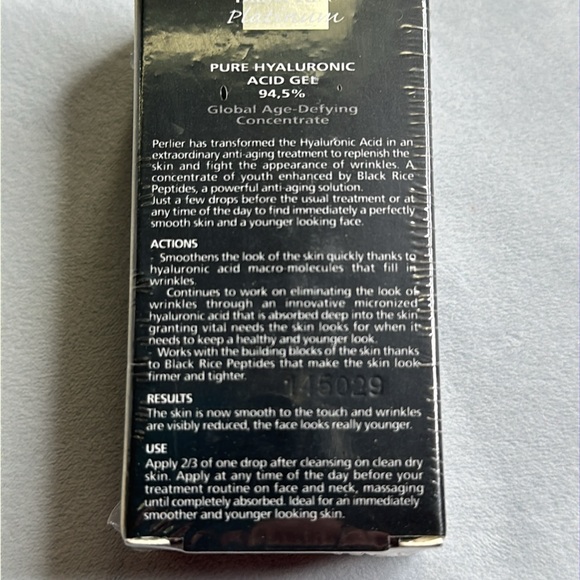 Platinum
PURE HYALURONIC
ACID GEL
94,5%
Global Age-Defying
Concentrate
Perlier has transformed the Hyaluronic Acid in an
extraordinary anti-aging treatment to replenish the
skin and fight the appearance of wrinkles. A
concentrate of youth enhanced by Black Rice
Peptides, a powerful anti-aging solution.
Just a few drops before the usual treatment or at
any time of the day to find immediately a perfectly
smooth skin and a younger looking face.
ACTIONS
- Smoothens the look of the skin quickly thanks to
hyaluronic acid macro-molecules that fill in
wrinkles.
- Continues to work on eliminating the look of
wrinkles through an innovative micronized
hyaluronic acid that is absorbed deep into the skin
granting vital needs the skin looks for when it
needs to keep a healthy and younger look.
- Works with the building blocks of the skin thanks
to Black Rice Peptides that make the skin look
firmer and tighter.
145029
RESULTS
The skin is now smooth to the touch and wrinkles
are visibly reduced, the face looks really younger.
USE
Apply 2/3 of one drop after cleansing on clean dry
skin. Apply at any time of the day before your
treatment routine on face and neck, massaging
until completely absorbed. Ideal for an immediately
smoother and younger looking skin.